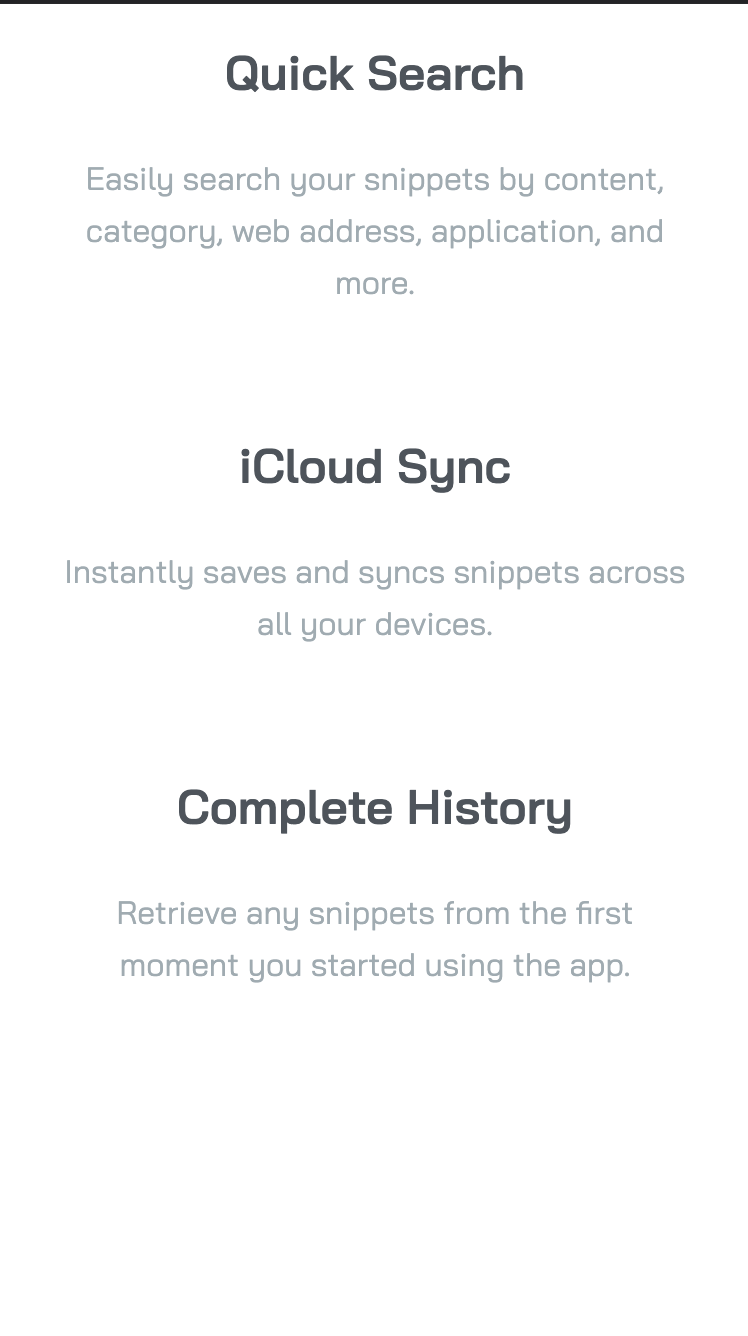 Quick Search
Easily search your snippets by content,
category, web address, application, and
more.
iCloud Sync
Instantly saves and syncs snippets across
all your devices.
Complete History
Retrieve any snippets from the first
moment you started using the app.